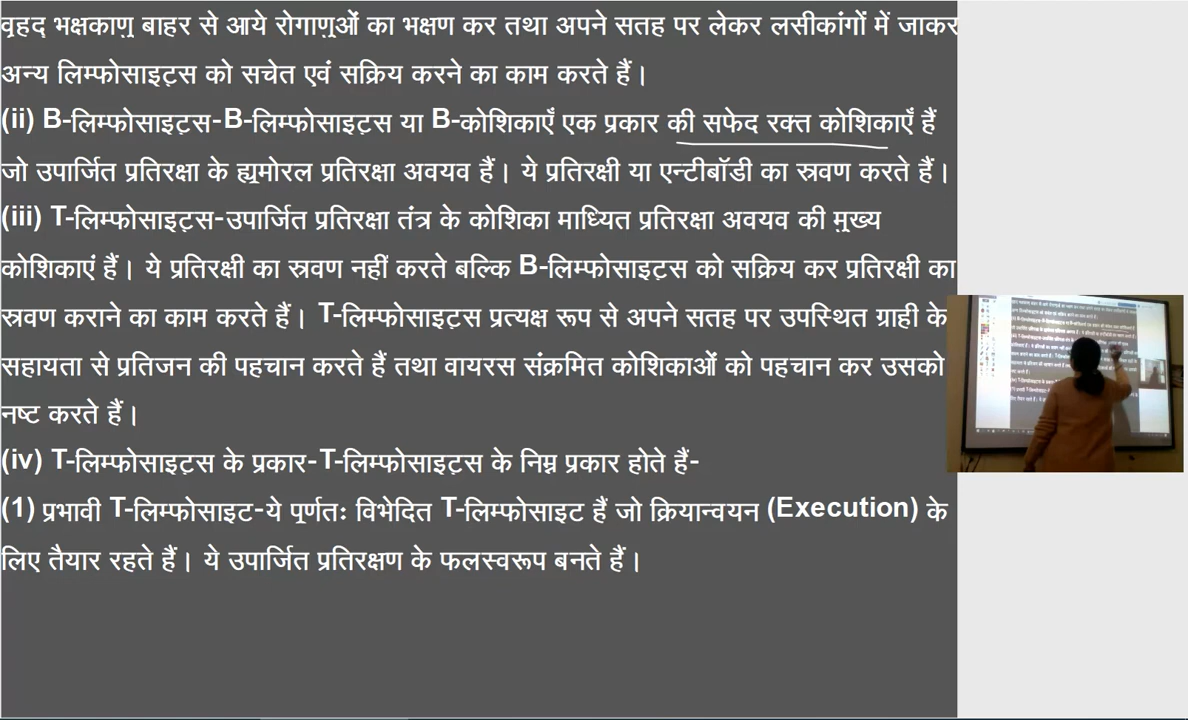 वृहद् भक्षकाणु बाहर से आये रोगाणुओं का भक्षण कर तथा अपने सतह पर लेकर लसीकांगों में जाकर
अन्य लिम्फोसाइट्स को सचेत एवं सक्रिय करने का काम करते हैं।
(ii) B-लिम्फोसाइट्स-B-लिम्फोसाइट्स या B-कोशिकाएँ एक प्रकार की सफेद रक्त कोशिकाएँ हैं
जो उपार्जित प्रतिरक्षा के ह्यूमोरल प्रतिरक्षा अवयव हैं। ये प्रतिरक्षी या एन्टीबॉडी का स्रवण करते हैं।
(iii) T-लिम्फोसाइट्स-उपार्जित प्रतिरक्षा तंत्र के कोशिका माध्यित प्रतिरक्षा अवयव की मुख्य
कोशिकाएं हैं। ये प्रतिरक्षी का स्रवण नहीं करते बल्कि B-लिम्फोसाइट्स को सक्रिय कर प्रतिरक्षी का
स्रवण कराने का काम करते हैं। T-लिम्फोसाइट्स प्रत्यक्ष रूप से अपने सतह पर उपस्थित ग्राही के
सहायता से प्रतिजन की पहचान करते हैं तथा वायरस संक्रमित कोशिकाओं को पहचान कर उसको
नष्ट करते हैं।
(iv) T-लिम्फोसाइट्स के प्रकार-T-लिम्फोसाइट्स के निम्न प्रकार होते हैं-
(1) प्रभावी T-लिम्फोसाइट-ये पूर्णतः विभेदित T-लिम्फोसाइट हैं जो क्रियान्वयन (Execution) के
लिए तैयार रहते हैं। ये उपार्जित प्रतिरक्षण के फलस्वरूप बनते हैं।